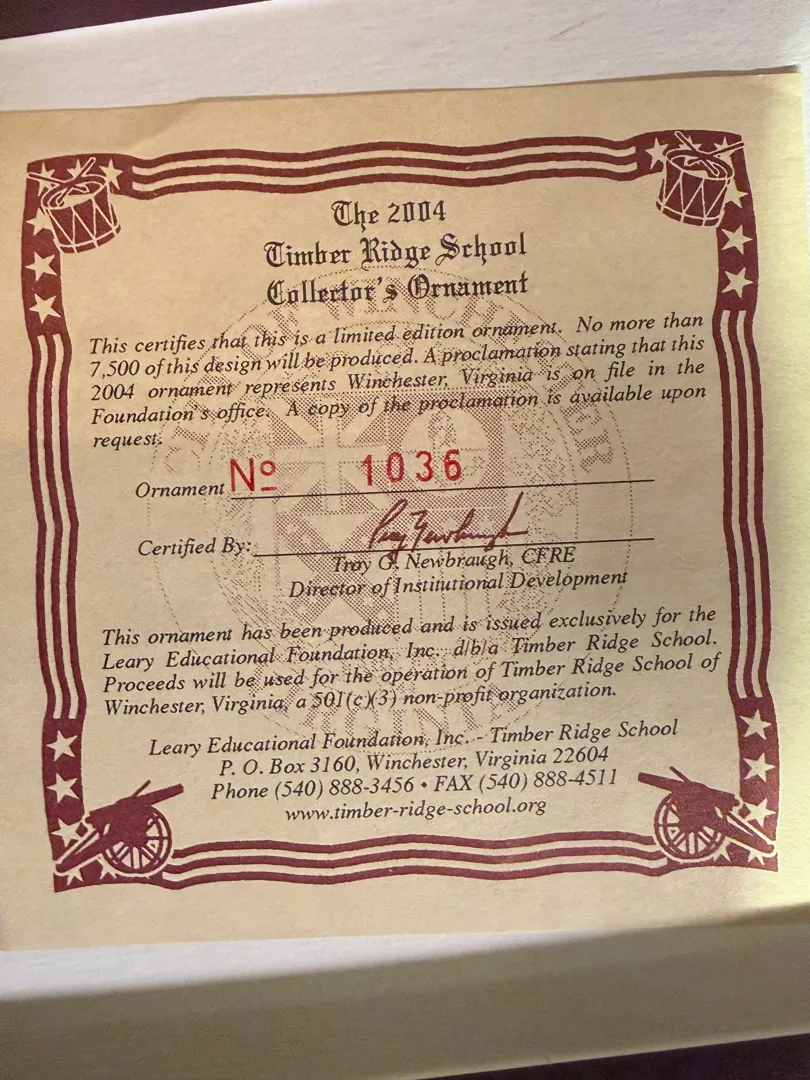 The 2004
Timber Ridge School
Collector's Ornament
This certifies that this is a limited edition ornament. No more than
7,500 of this design will be produced. A proclamation stating that this
2004 ornament represents Winchester, Virginia is on file in the
Foundation's office. A copy of the proclamation is available upon
request.
Ornament Nº 1036
Certified By:
Troy G. Newbraugh, CFRE
Director of Institutional Development
This ornament has been produced and is issued exclusively for the
Leary Educational Foundation, Inc. d/b/a Timber Ridge School.
Proceeds will be used for the operation of Timber Ridge School of
Winchester, Virginia, a 501(c)(3) non-profit organization.
Leary Educational Foundation, Inc. - Timber Ridge School
P. O. Box 3160, Winchester, Virginia 22604
Phone (540) 888-3456 • FAX (540) 888-4511
www.timber-ridge-school.org